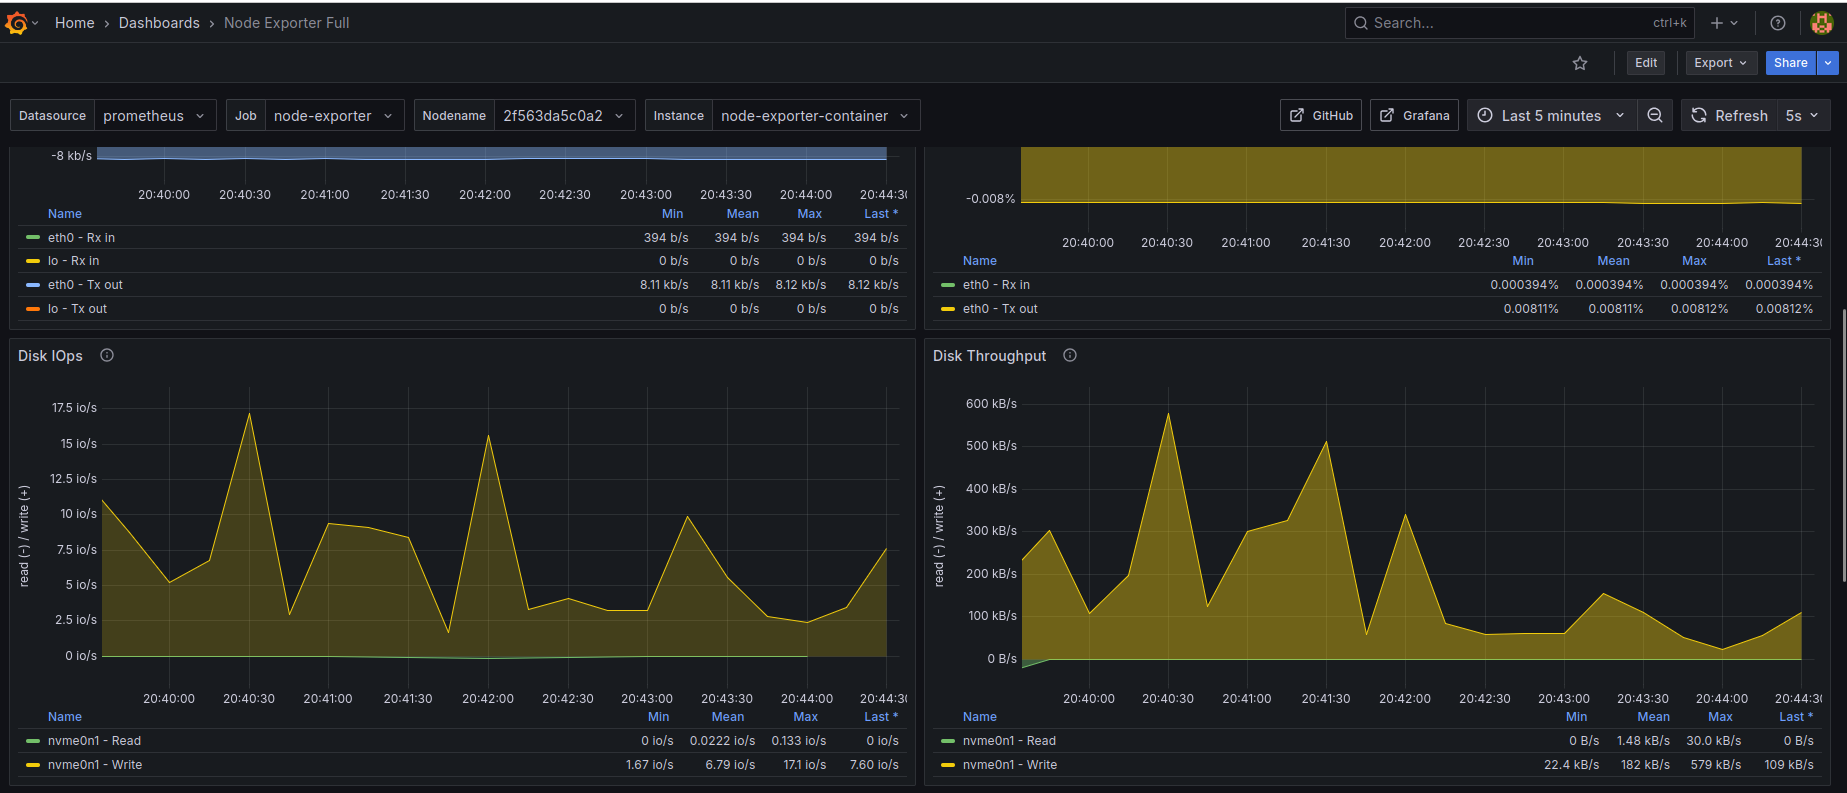 Home › Dashboards › Node Exporter Full
Search... ctrl+k
Edit Export Share
Datasource prometheus Job node-exporter Nodename 2f563da5c0a2 Instance node-exporter-container GitHub Grafana Last 5 minutes Refresh 5s
-8 kb/s
20:40:00 20:40:30 20:41:00 20:41:30 20:42:00 20:42:30 20:43:00 20:43:30 20:44:00 20:44:30
Name Min Mean Max Last *
eth0 - Rx in 394 b/s 394 b/s 394 b/s 394 b/s
lo - Rx in 0 b/s 0 b/s 0 b/s 0 b/s
eth0 - Tx out 8.11 kb/s 8.11 kb/s 8.12 kb/s 8.12 kb/s
lo - Tx out 0 b/s 0 b/s 0 b/s 0 b/s
-0.008%
20:40:00 20:40:30 20:41:00 20:41:30 20:42:00 20:42:30 20:43:00 20:43:30 20:44:00 20:44:30
Name Min Mean Max Last *
eth0 - Rx in 0.000394% 0.000394% 0.000394% 0.000394%
eth0 - Tx out 0.00811% 0.00811% 0.00812% 0.00812%
Disk IOps
read (-) / write (+)
17.5 io/s
15 io/s
12.5 io/s
10 io/s
7.5 io/s
5 io/s
2.5 io/s
0 io/s
20:40:00 20:40:30 20:41:00 20:41:30 20:42:00 20:42:30 20:43:00 20:43:30 20:44:00 20:44:30
Name Min Mean Max Last *
nvme0n1 - Read 0 io/s 0.0222 io/s 0.133 io/s 0 io/s
nvme0n1 - Write 1.67 io/s 6.79 io/s 17.1 io/s 7.60 io/s
Disk Throughput
read (-) / write (+)
600 kB/s
500 kB/s
400 kB/s
300 kB/s
200 kB/s
100 kB/s
0 B/s
20:40:00 20:40:30 20:41:00 20:41:30 20:42:00 20:42:30 20:43:00 20:43:30 20:44:00 20:44:30
Name Min Mean Max Last *
nvme0n1 - Read 0 B/s 1.48 kB/s 30.0 kB/s 0 B/s
nvme0n1 - Write 22.4 kB/s 182 kB/s 579 kB/s 109 kB/s